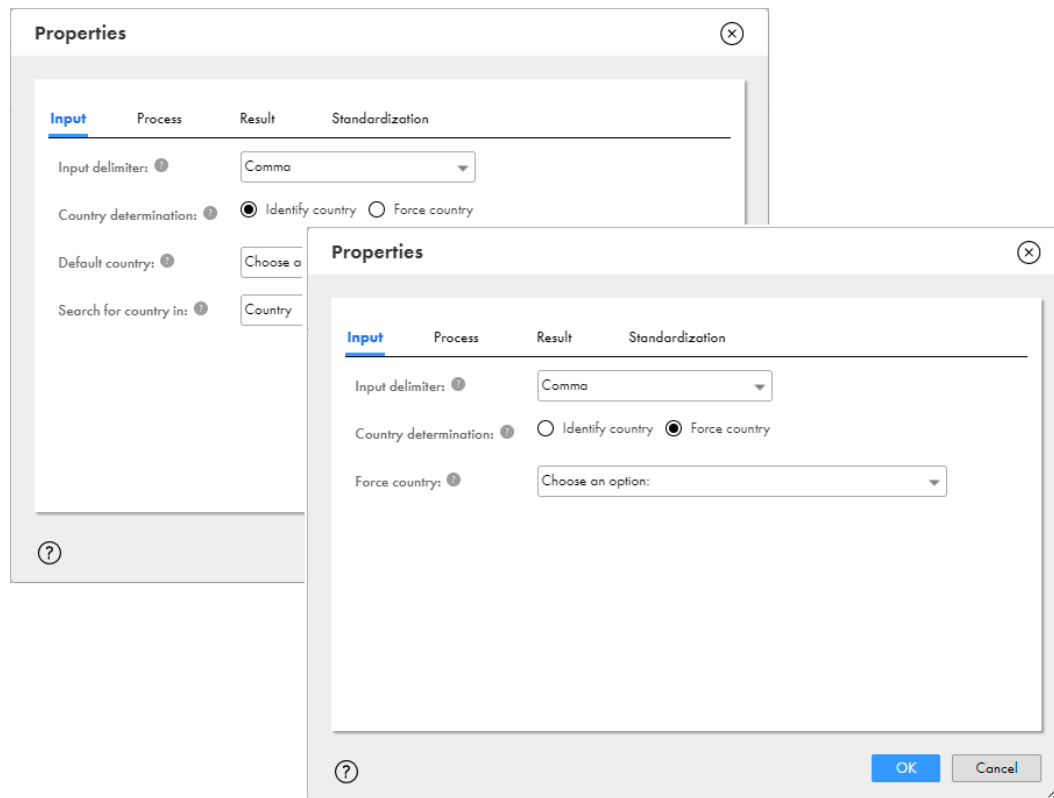 Properties
Input Process Result Standardization
Input delimiter: ? Comma
Country determination: ? Identify country Force country
Default country: ? Choose a
Search for country in: ? Country
?
Properties
Input Process Result Standardization
Input delimiter: ? Comma
Country determination: ? Identify country Force country
Force country: ? Choose an option:
? OK Cancel